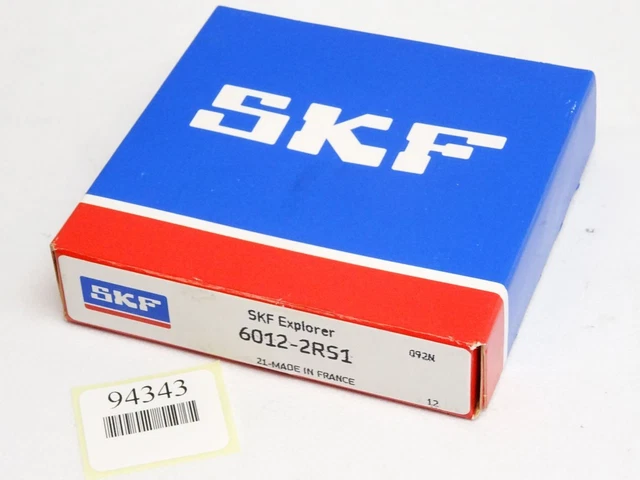 SKF
SKF
SKF Explorer
6012-2RS1
092N
21-MADE IN FRANCE
12
94343